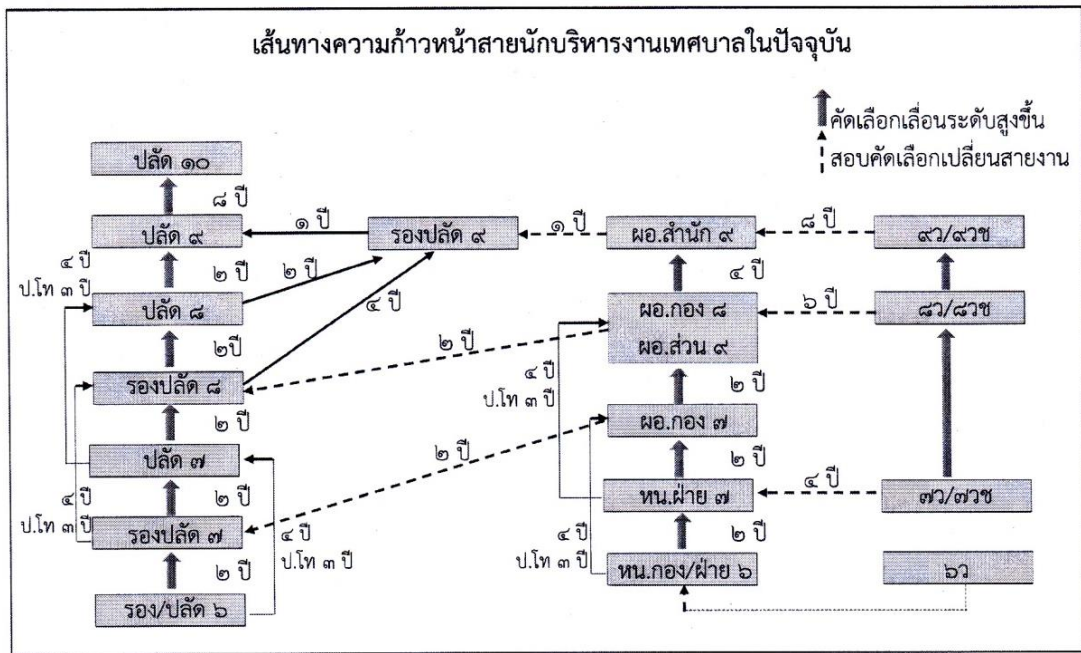 เส้นทางความก้าวหน้าสายนักบริหารงานเทศบาลในปัจจุบัน
คัดเลือกเลื่อนระดับสูงขึ้น
สอบคัดเลือกเปลี่ยนสายงาน
ปลัด ๑๐
๘ ปี
ปลัด ๙
๑ ปี
รองปลัด ๙
๑ ปี
ผอ.สำนัก ๙
๘ ปี
๙ว/๙วช
๔ ปี
ป.โท ๓ ปี
๒ ปี
๒ ปี
๔ ปี
๔ ปี
ปลัด ๘
ผอ.กอง ๘
ผอ.ส่วน ๙
๖ ปี
๘ว/๘วช
๒ปี
๒ ปี
รองปลัด ๘
๔ ปี
ป.โท ๓ ปี
๒ ปี
๒ ปี
ผอ.กอง ๗
ปลัด ๗
๒ ปี
๒ ปี
๔ ปี
ป.โท ๓ ปี
๒ ปี
หน.ฝ่าย ๗
๔ ปี
๗ว/๗วช
รองปลัด ๗
๔ ปี
ป.โท ๓ ปี
๔ ปี
ป.โท ๓ ปี
๒ ปี
๒ ปี
หน.กอง/ฝ่าย ๖
๖ว
รอง/ปลัด ๖